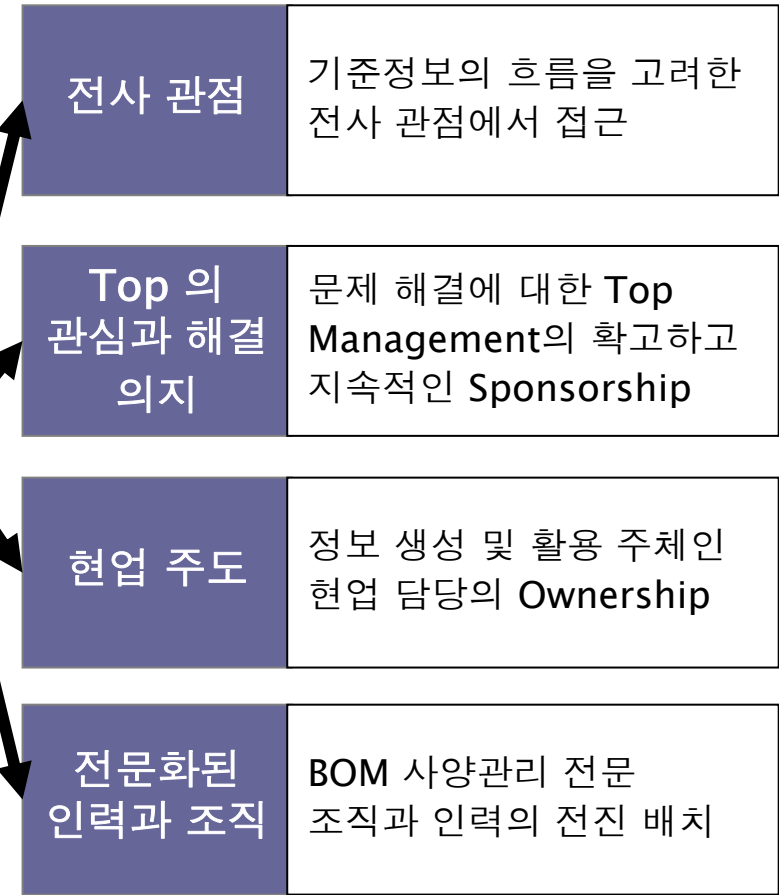 전사 관점
기준정보의 흐름을 고려한
전사 관점에서 접근
Top 의
관심과 해결
의지
문제 해결에 대한 Top
Management의 확고하고
지속적인 Sponsorship
현업 주도
정보 생성 및 활용 주체인
현업 담당의 Ownership
전문화된
인력과 조직
BOM 사양관리 전문
조직과 인력의 전진 배치